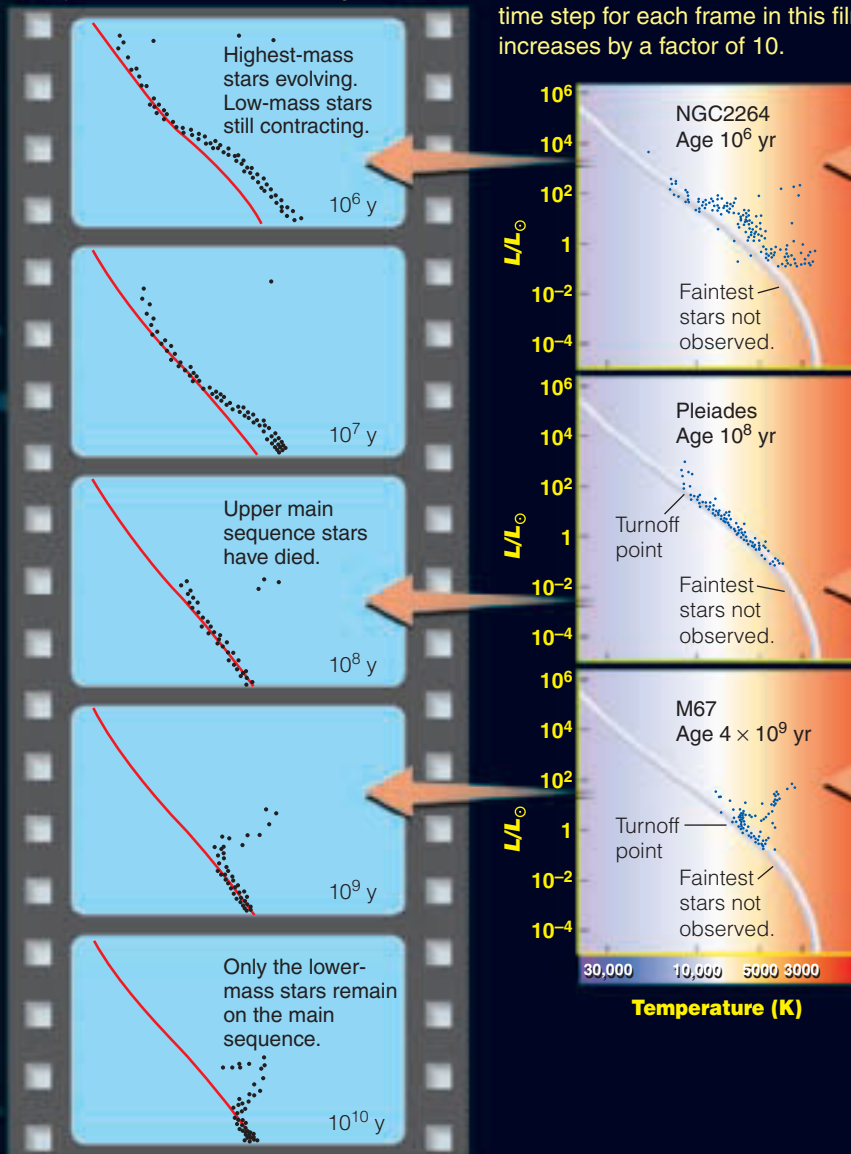 time step for each frame in this fil
increases by a factor of 10.
Highest-mass
stars evolving.
Low-mass stars
still contracting.
10⁶ y
10⁷ y
Upper main
sequence stars
have died.
10⁸ y
10⁹ y
Only the lower-
mass stars remain
on the main
sequence.
10¹⁰ y
10⁶
10⁴
10²
1
10⁻²
10⁻⁴
L/L☉
NGC2264
Age 10⁶ yr
Faintest
stars not
observed.
10⁶
10⁴
10²
1
10⁻²
10⁻⁴
L/L☉
Pleiades
Age 10⁸ yr
Turnoff
point
Faintest
stars not
observed.
10⁶
10⁴
10²
1
10⁻²
10⁻⁴
L/L☉
M67
Age 4 × 10⁹ yr
Turnoff
point
Faintest
stars not
observed.
30,000 10,000 5000 3000
Temperature (K)